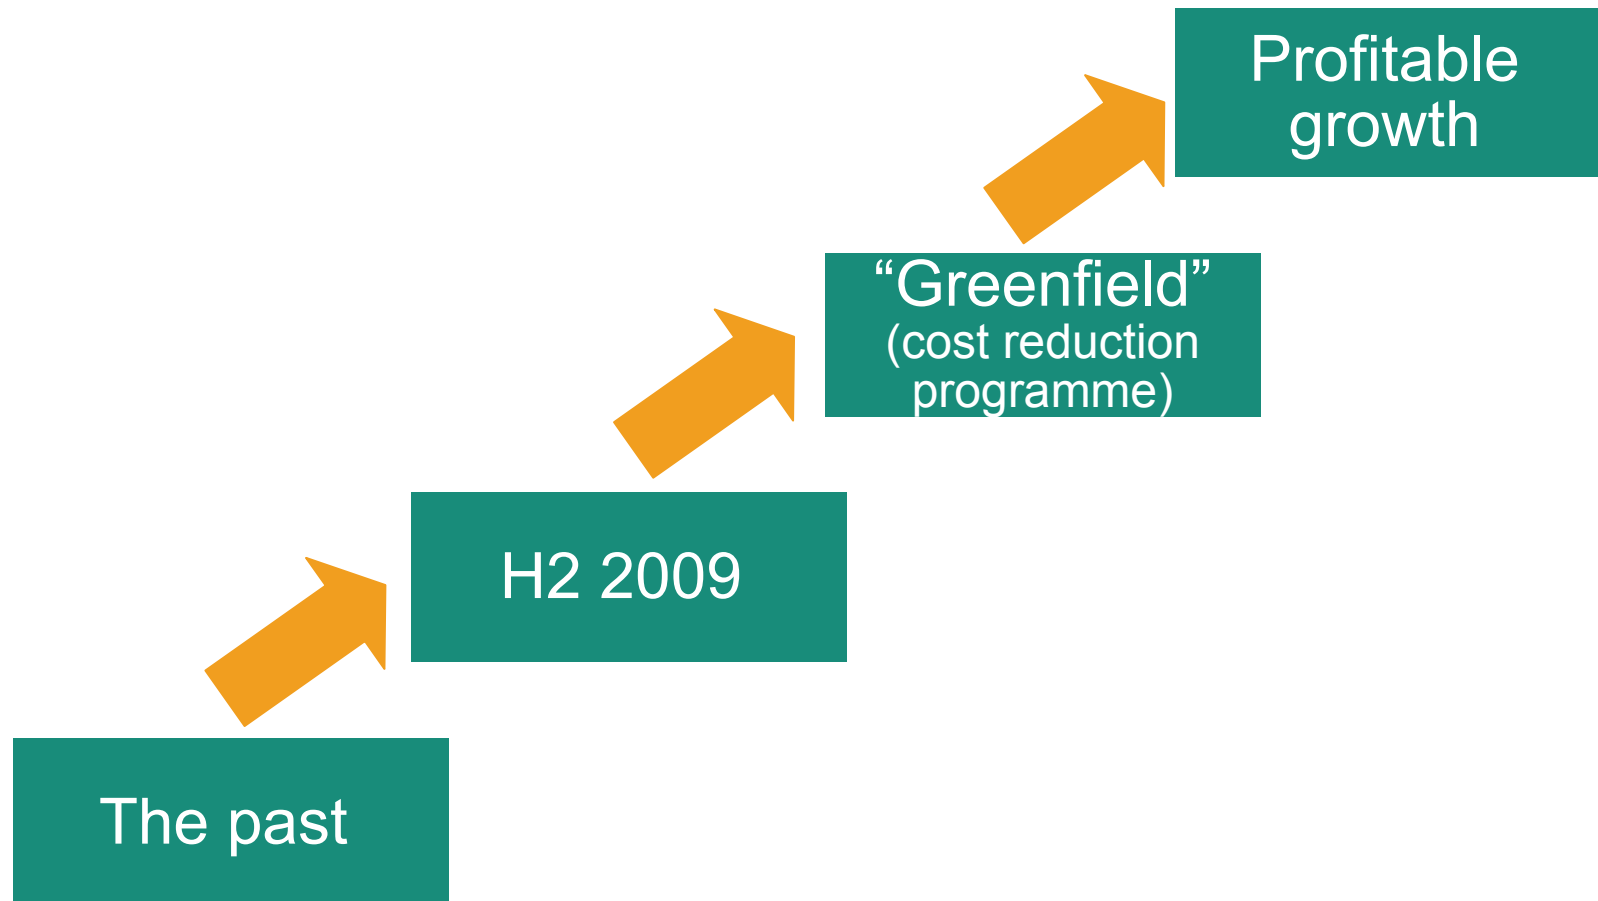 Profitable
growth
“Greenfield”
(cost reduction
programme)
H2 2009
The past